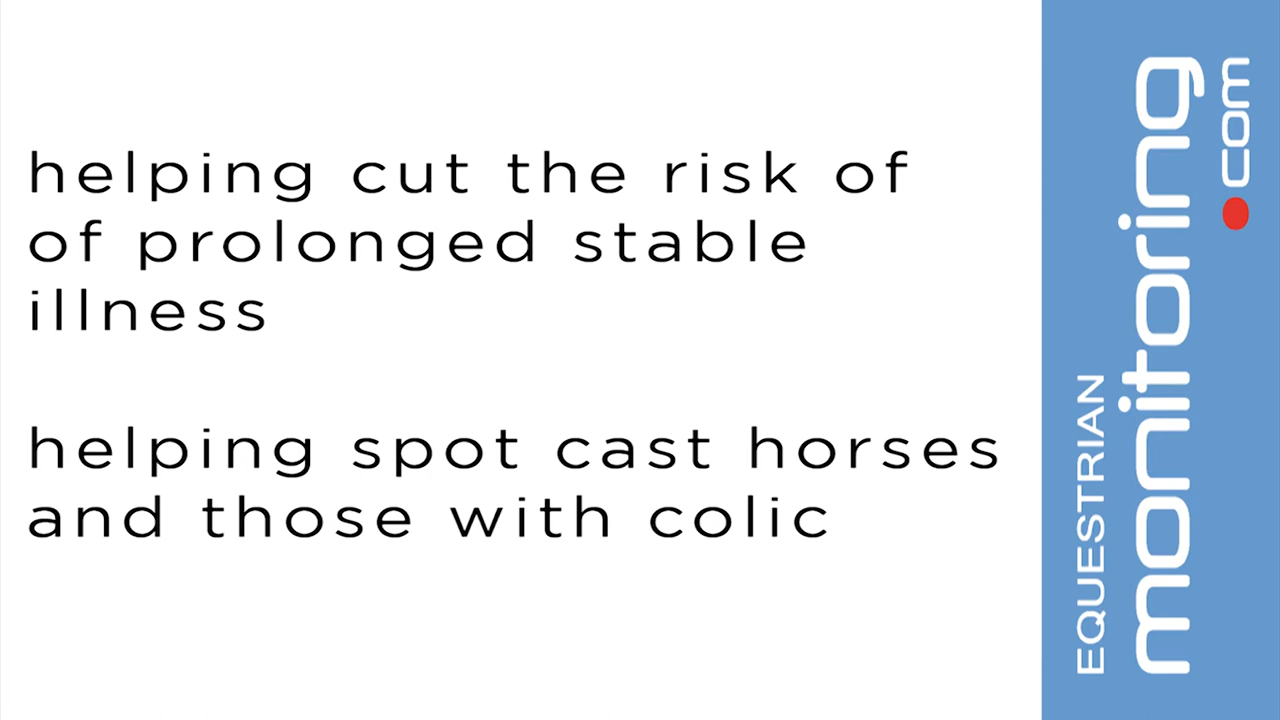 helping cut the risk of
of prolonged stable
illness
helping spot cast horses
and those with colic
EQUESTRIAN
monitoring
.com